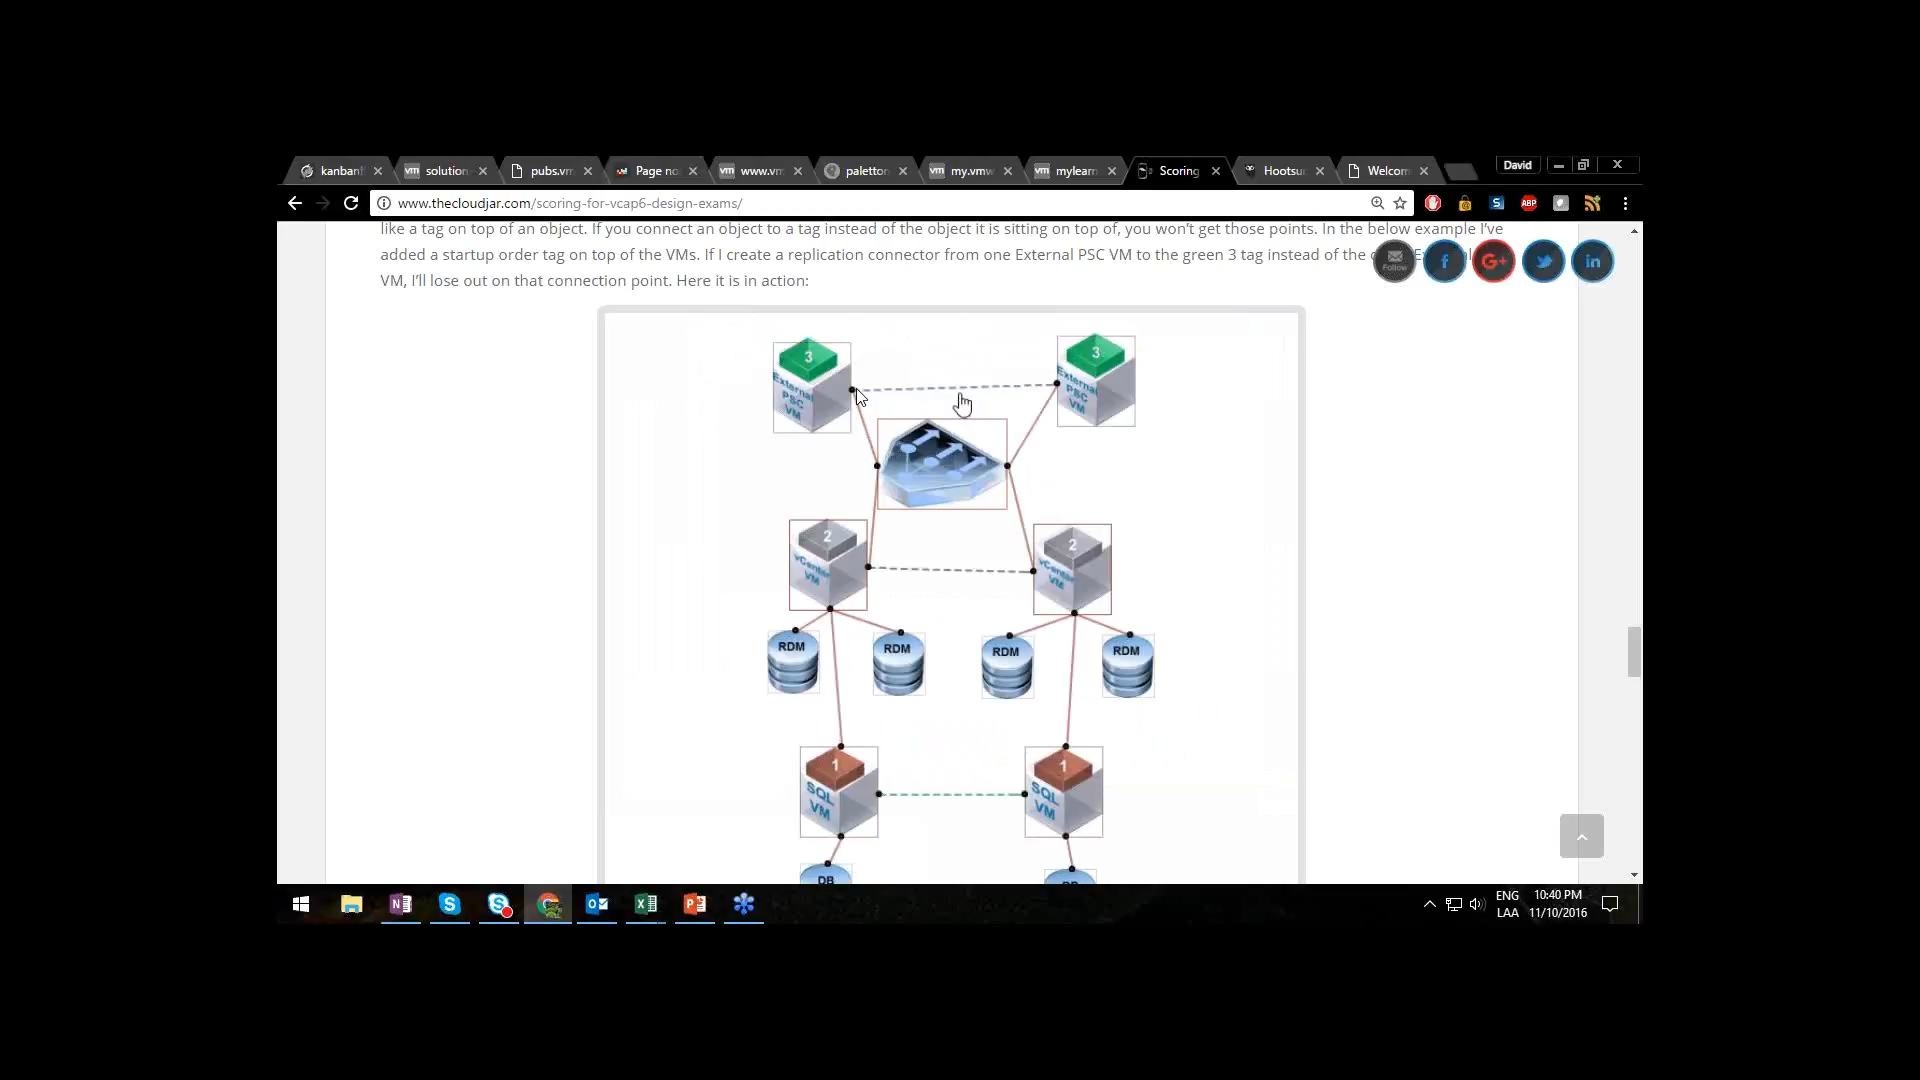 kanbanf
solution
pubs.vm
Page no
www.vm
paletton
my.vmw
mylearn
Scoring
Hootsu
Welcom
David
www.thecloudjar.com/scoring-for-vcap6-design-exams/
ABP
like a tag on top of an object. If you connect an object to a tag instead of the object it is sitting on top of, you won't get those points. In the below example I've
added a startup order tag on top of the VMs. If I create a replication connector from one External PSC VM to the green 3 tag instead of the
VM, I'll lose out on that connection point. Here it is in action:
Follow
3
External
PSC
VM
3
External
PSC
VM
2
vCenter
VM
2
vCenter
VM
RDM
RDM
RDM
RDM
1
SQL
VM
1
SQL
VM
DB
DB
ENG
LAA
10:40 PM
11/10/2016